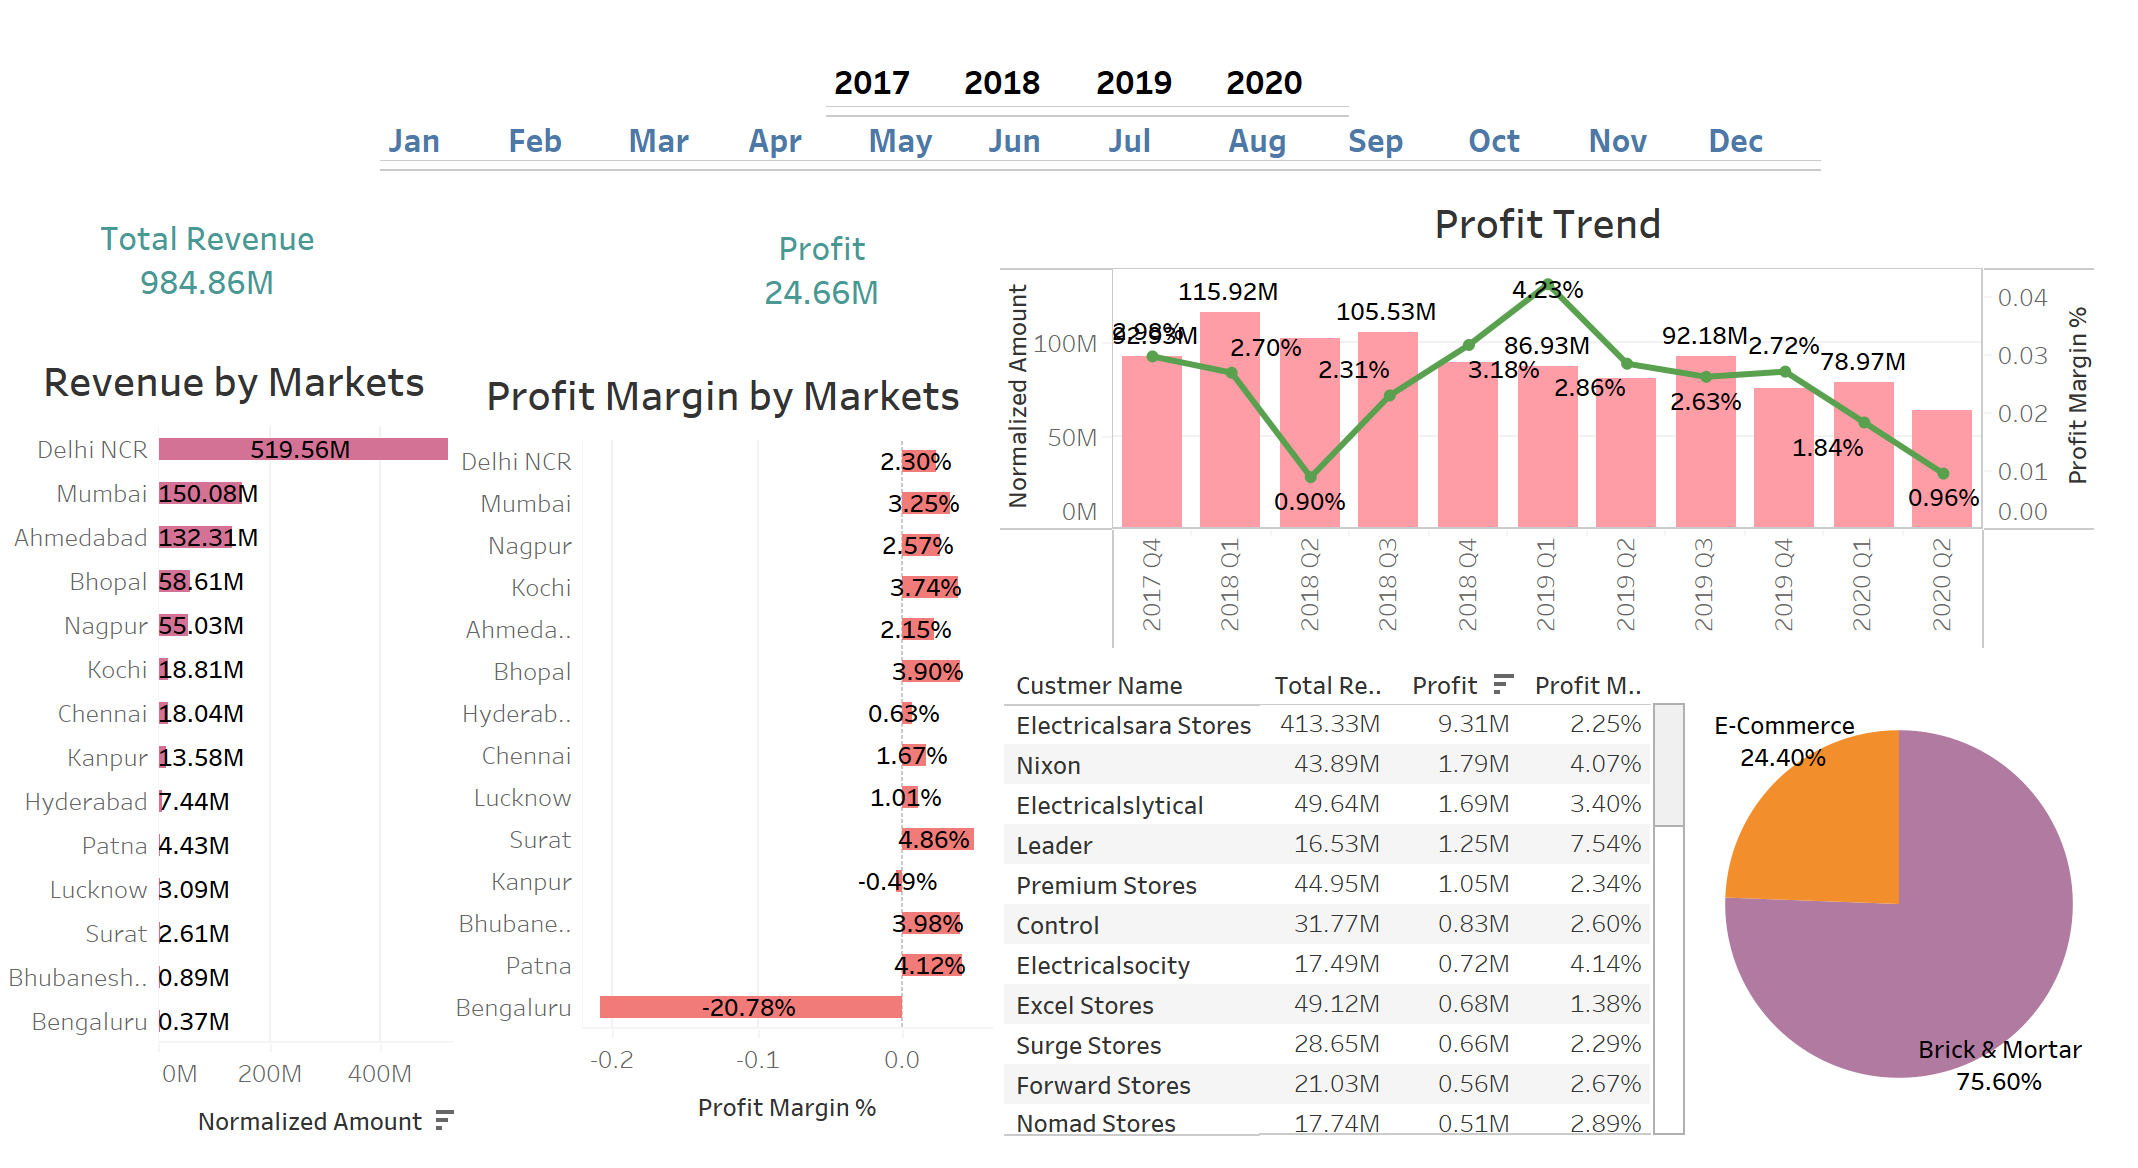 2017 2018 2019 2020
Jan Feb Mar Apr May Jun Jul Aug Sep Oct Nov Dec
Total Revenue
984.86M
Profit
24.66M
Revenue by Markets
Delhi NCR 519.56M
Mumbai 150.08M
Ahmedabad 132.31M
Bhopal 58.61M
Nagpur 55.03M
Kochi 18.81M
Chennai 18.04M
Kanpur 13.58M
Hyderabad 7.44M
Patna 4.43M
Lucknow 3.09M
Surat 2.61M
Bhubanesh.. 0.89M
Bengaluru 0.37M
0M 200M 400M
Normalized Amount
Profit Margin by Markets
Delhi NCR 2.30%
Mumbai 3.25%
Nagpur 2.57%
Kochi 3.74%
Ahmeda.. 2.15%
Bhopal 3.90%
Hyderab.. 0.63%
Chennai 1.67%
Lucknow 1.01%
Surat 4.86%
Kanpur -0.49%
Bhubane.. 3.98%
Patna 4.12%
Bengaluru -20.78%
-0.2 -0.1 0.0
Profit Margin %
Profit Trend
Normalized Amount
100M
50M
0M
2.98%
92.93M
115.92M
2.70%
0.90%
105.53M
2.31%
3.18%
4.23%
86.93M
2.86%
92.18M
2.63%
2.72%
78.97M
1.84%
0.96%
0.04
0.03
0.02
0.01
0.00
Profit Margin %
2017 Q4
2018 Q1
2018 Q2
2018 Q3
2018 Q4
2019 Q1
2019 Q2
2019 Q3
2019 Q4
2020 Q1
2020 Q2
Custmer Name Total Re.. Profit Profit M..
Electricalsara Stores 413.33M 9.31M 2.25%
Nixon 43.89M 1.79M 4.07%
Electricalslytical 49.64M 1.69M 3.40%
Leader 16.53M 1.25M 7.54%
Premium Stores 44.95M 1.05M 2.34%
Control 31.77M 0.83M 2.60%
Electricalsocity 17.49M 0.72M 4.14%
Excel Stores 49.12M 0.68M 1.38%
Surge Stores 28.65M 0.66M 2.29%
Forward Stores 21.03M 0.56M 2.67%
Nomad Stores 17.74M 0.51M 2.89%
E-Commerce
24.40%
Brick & Mortar
75.60%